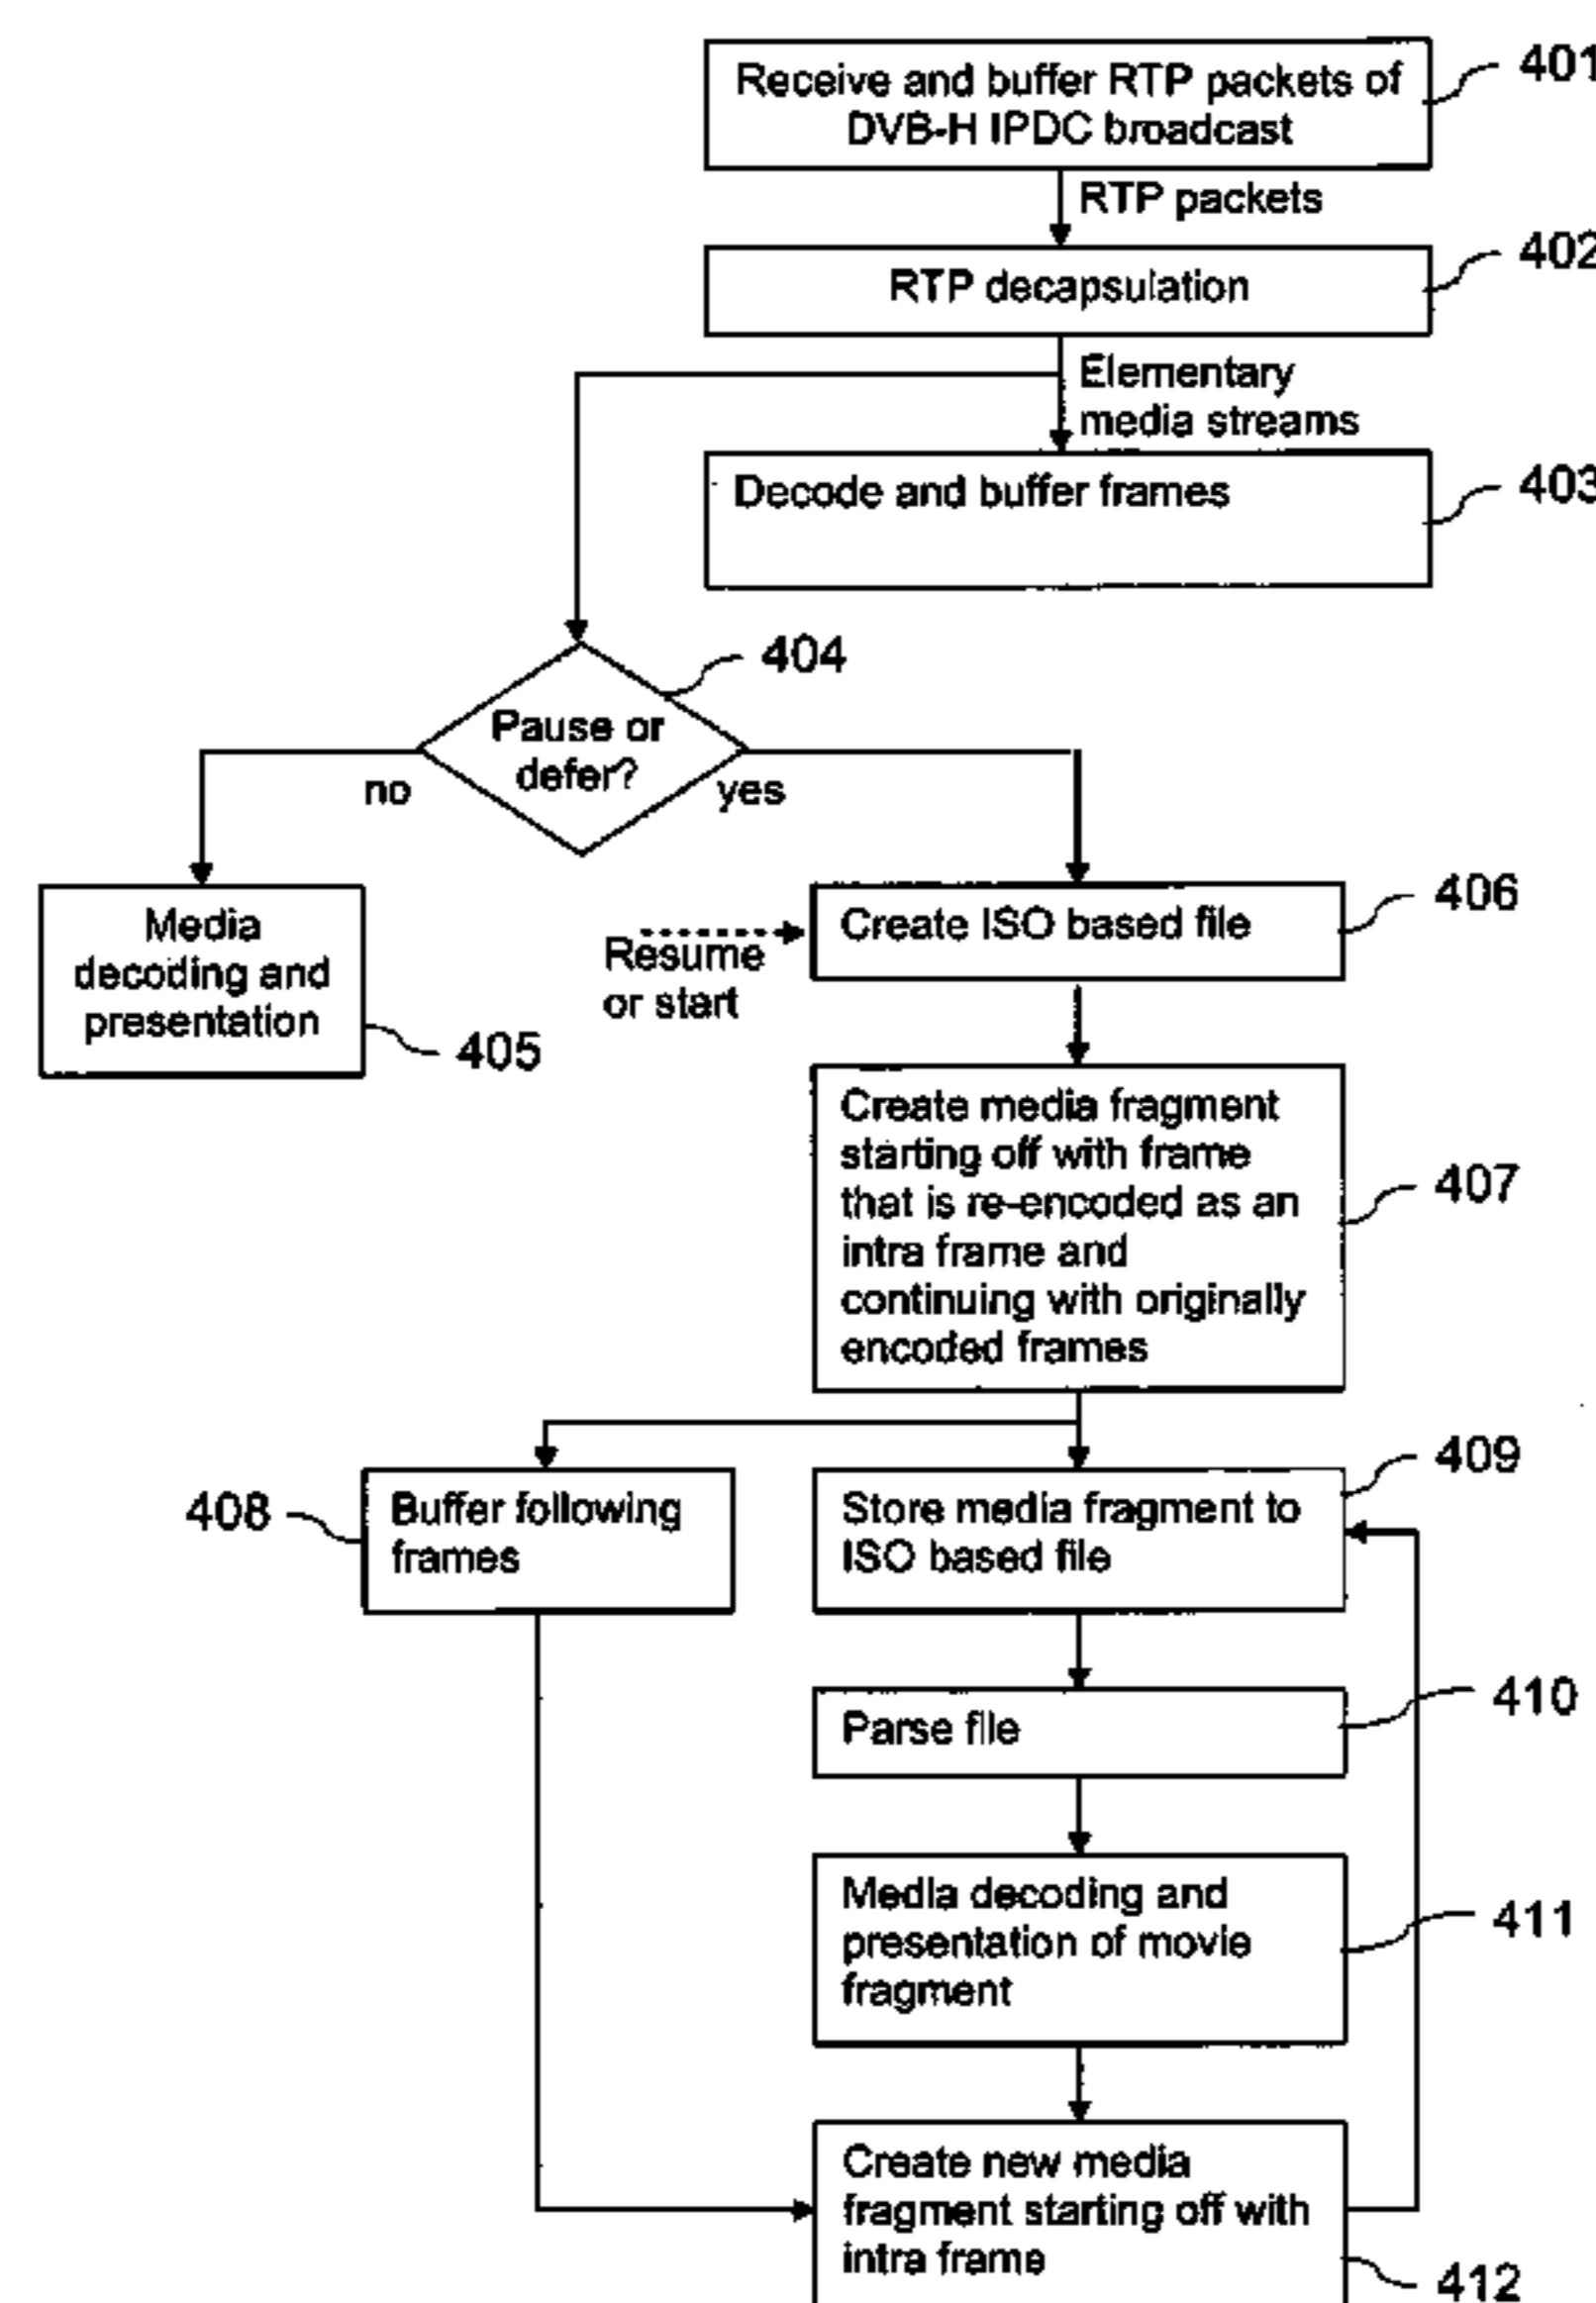 Receive and buffer RTP packets of
DVB-H IPDC broadcast
401
RTP packets
RTP decapsulation
402
Elementary
media streams
Decode and buffer frames
403
404
Pause or
defer?
no
yes
Media
decoding and
presentation
405
Resume
or start
Create ISO based file
406
Create media fragment
starting off with frame
that is re-encoded as an
intra frame and
continuing with originally
encoded frames
407
408
Buffer following
frames
Store media fragment to
ISO based file
409
Parse file
410
Media decoding and
presentation of movie
fragment
411
Create new media
fragment starting off with
intra frame
412